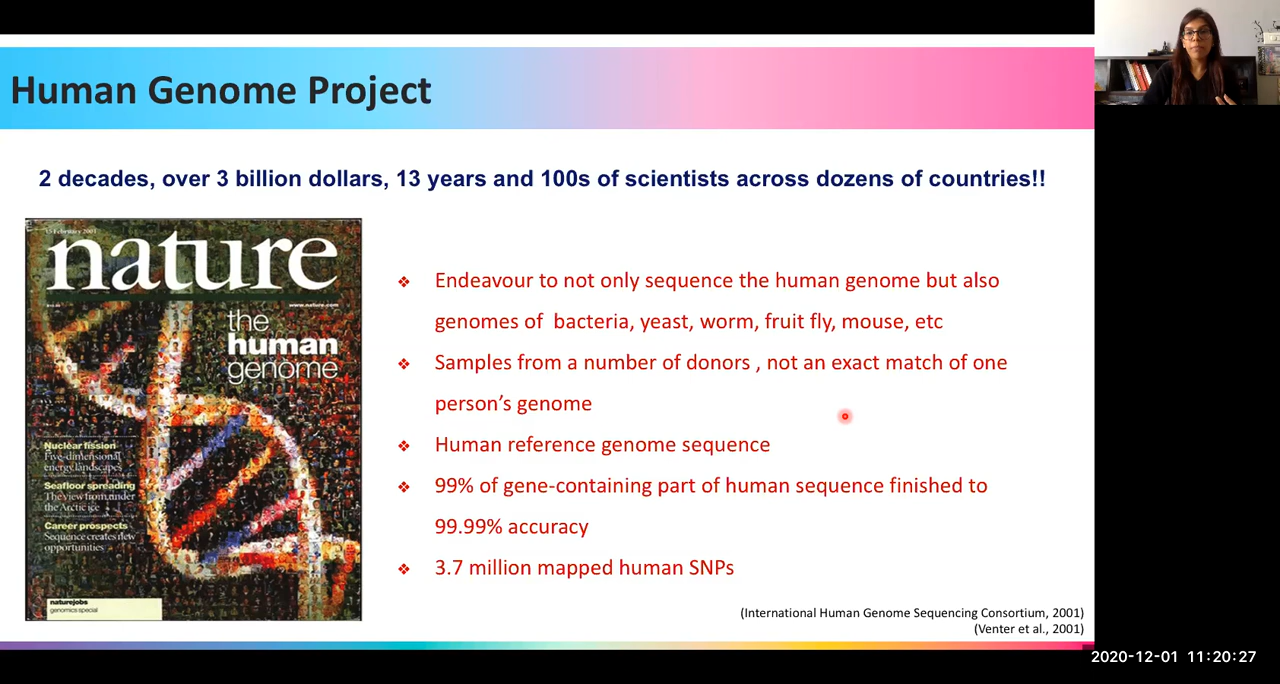 Human Genome Project
2 decades, over 3 billion dollars, 13 years and 100s of scientists across dozens of countries!!
15 February 2001
nature
www.nature.com
the
human
genome
Nuclear fission
Five-dimensional
energy landscapes
Seafloor spreading
The view from under
the Arctic ice
Career prospects
Sequence creates new
opportunities
naturejobs
genomics special
❖ Endeavour to not only sequence the human genome but also
genomes of bacteria, yeast, worm, fruit fly, mouse, etc
❖ Samples from a number of donors , not an exact match of one
person’s genome
❖ Human reference genome sequence
❖ 99% of gene-containing part of human sequence finished to
99.99% accuracy
❖ 3.7 million mapped human SNPs
(International Human Genome Sequencing Consortium, 2001)
(Venter et al., 2001)
2020-12-01 11:20:27